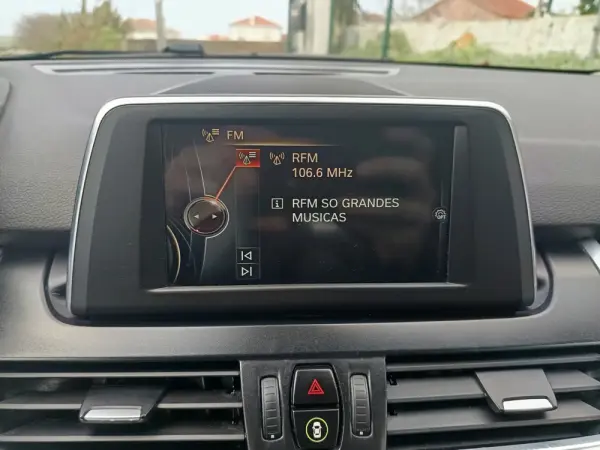 FM
RFM
106.6 MHz
RFM SO GRANDES
MUSICAS